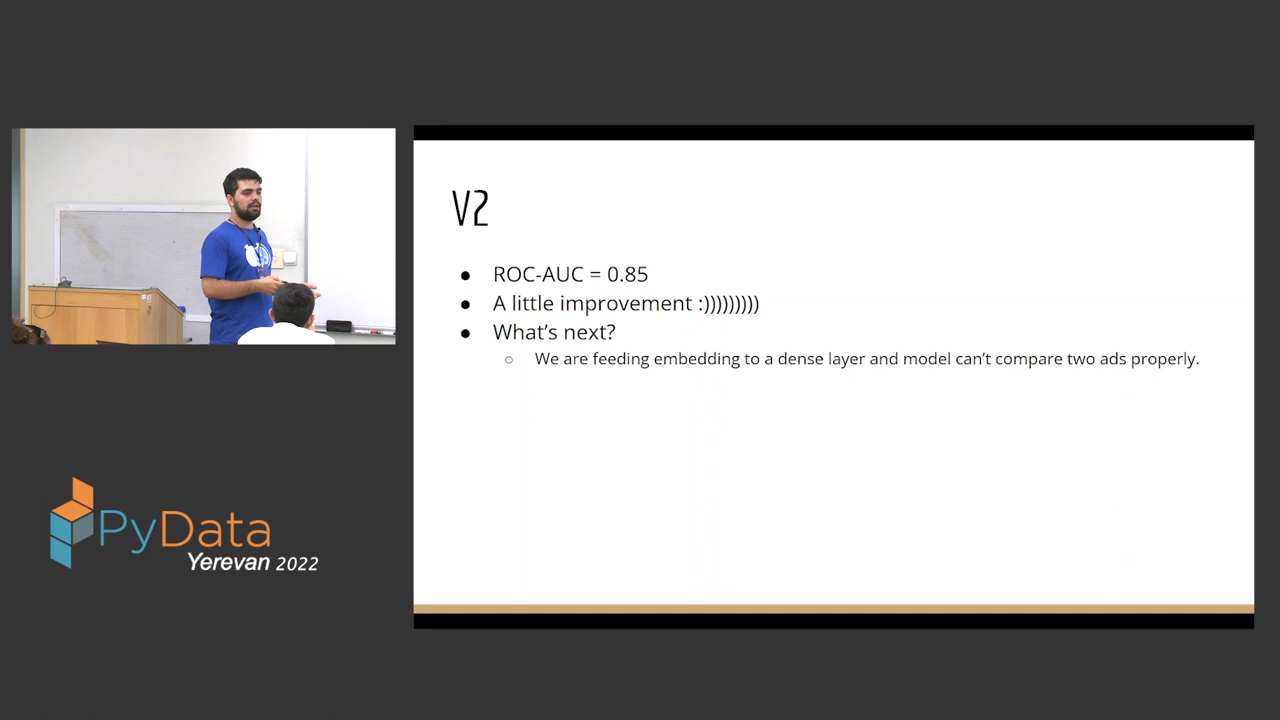 V2
● ROC-AUC = 0.85
● A little improvement :)))))))))
● What's next?
○ We are feeding embedding to a dense layer and model can't compare two ads properly.
PyData
Yerevan 2022